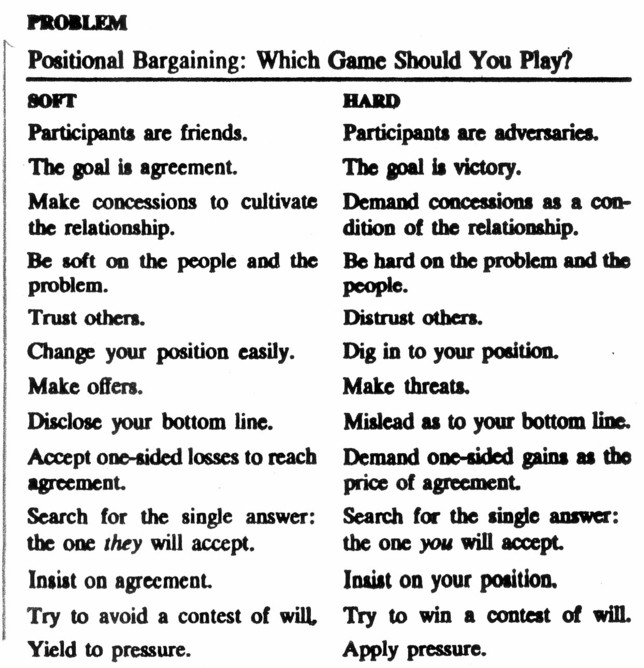 PROBLEM
Positional Bargaining: Which Game Should You Play?
SOFT
HARD
Participants are friends.
Participants are adversaries.
The goal is agreement.
The goal is victory.
Make concessions to cultivate
the relationship.
Demand concessions as a con-
dition of the relationship.
Be soft on the people and the
problem.
Be hard on the problem and the
people.
Trust others.
Distrust others.
Change your position easily.
Dig in to your position.
Make offers.
Make threats.
Disclose your bottom line.
Mislead as to your bottom line.
Accept one-sided losses to reach
agreement.
Demand one-sided gains as the
price of agreement.
Search for the single answer:
the one they will accept.
Search for the single answer:
the one you will accept.
Insist on agreement.
Insist on your position.
Try to avoid a contest of will.
Try to win a contest of will.
Yield to pressure.
Apply pressure.